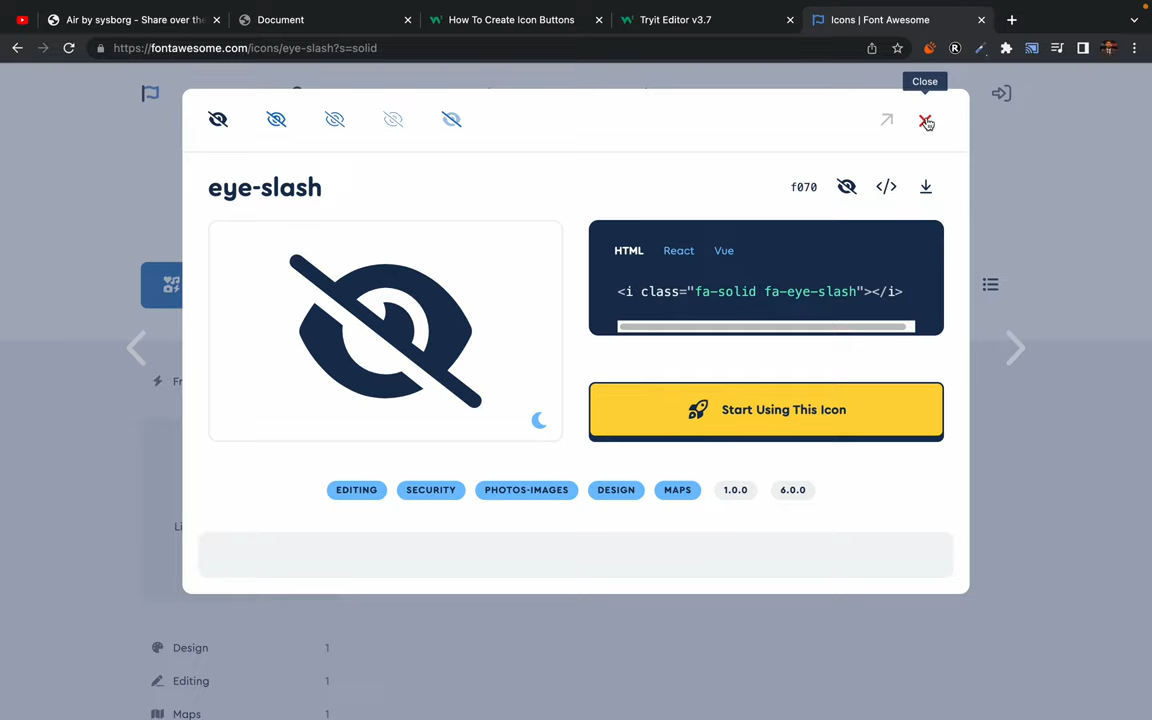 Air by sysborg - Share over the
Document
How To Create Icon Buttons
Tryit Editor v3.7
Icons | Font Awesome
https://fontawesome.com/icons/eye-slash?s=solid
Close
eye-slash
f070
HTML React Vue
<i class="fa-solid fa-eye-slash"></i>
Start Using This Icon
EDITING SECURITY PHOTOS-IMAGES DESIGN MAPS 1.0.0 6.0.0
Fr
Li
Design 1
Editing 1
Maps 1